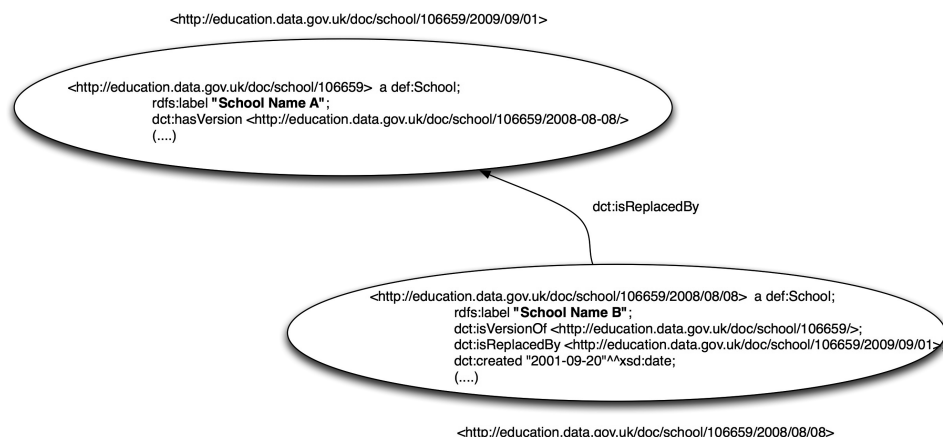 <http://education.data.gov.uk/doc/school/106659/2009/09/01>
<http://education.data.gov.uk/doc/school/106659> a def:School;
rdfs:label "School Name A";
dct:hasVersion <http://education.data.gov.uk/doc/school/106659/2008-08-08/>
(....)
dct:isReplacedBy
<http://education.data.gov.uk/doc/school/106659/2008/08/08> a def:School;
rdfs:label "School Name B";
dct:isVersionOf <http://education.data.gov.uk/doc/school/106659/>;
dct:isReplacedBy <http://education.data.gov.uk/doc/school/106659/2009/09/01>
dct:created "2001-09-20"^^xsd:date;
(....)
<http://education.data.gov.uk/doc/school/106659/2008/08/08>